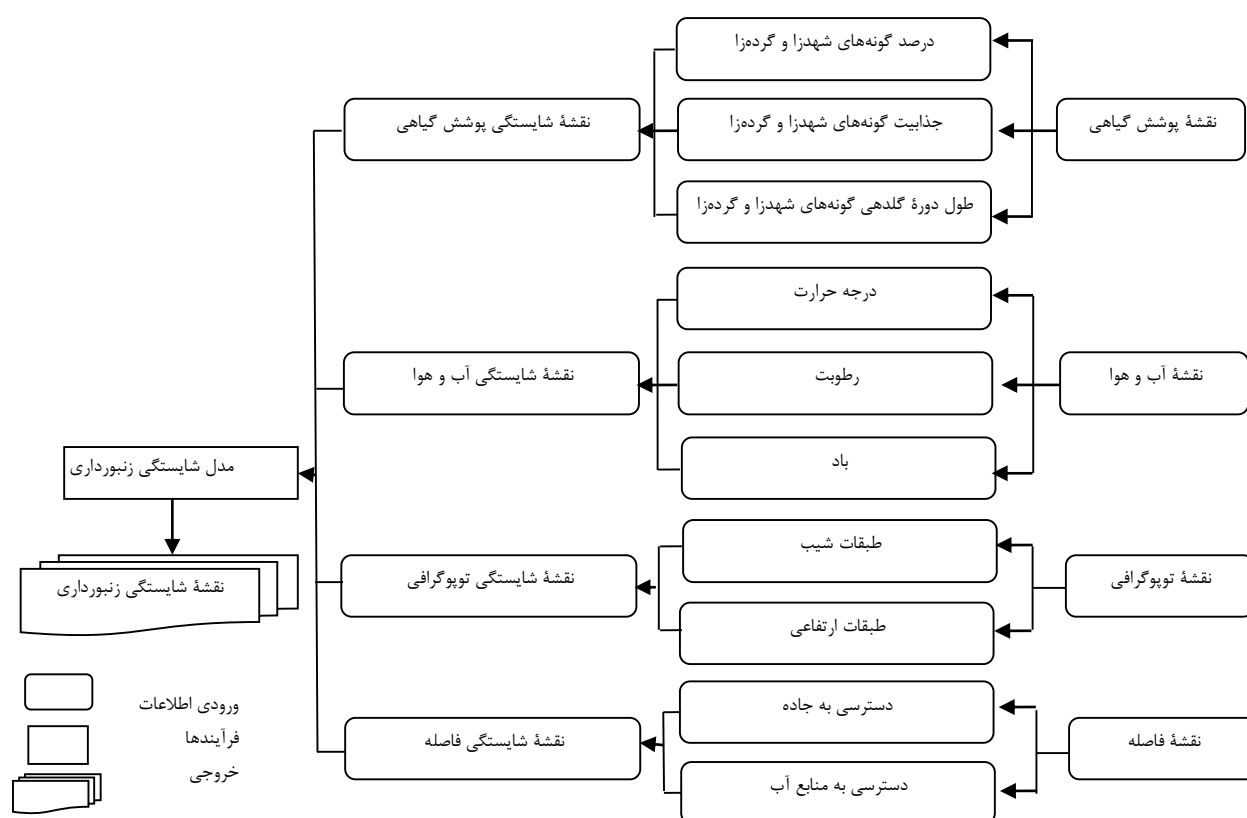 درصد گونه‌های شهدزا و گرده‌زا
نقشهٔ پوشش گیاهی
جذابیت گونه‌های شهدزا و گرده‌زا
نقشهٔ شایستگی پوشش گیاهی
طول دورهٔ گلدهی گونه‌های شهدزا و گرده‌زا
درجه حرارت
نقشهٔ آب و هوا
رطوبت
نقشهٔ شایستگی آب و هوا
باد
مدل شایستگی زنبورداری
طبقات شیب
نقشهٔ توپوگرافی
نقشهٔ شایستگی توپوگرافی
نقشهٔ شایستگی زنبورداری
طبقات ارتفاعی
دسترسی به جاده
نقشهٔ فاصله
نقشهٔ شایستگی فاصله
دسترسی به منابع آب
ورودی اطلاعات
فرآیندها
خروجی